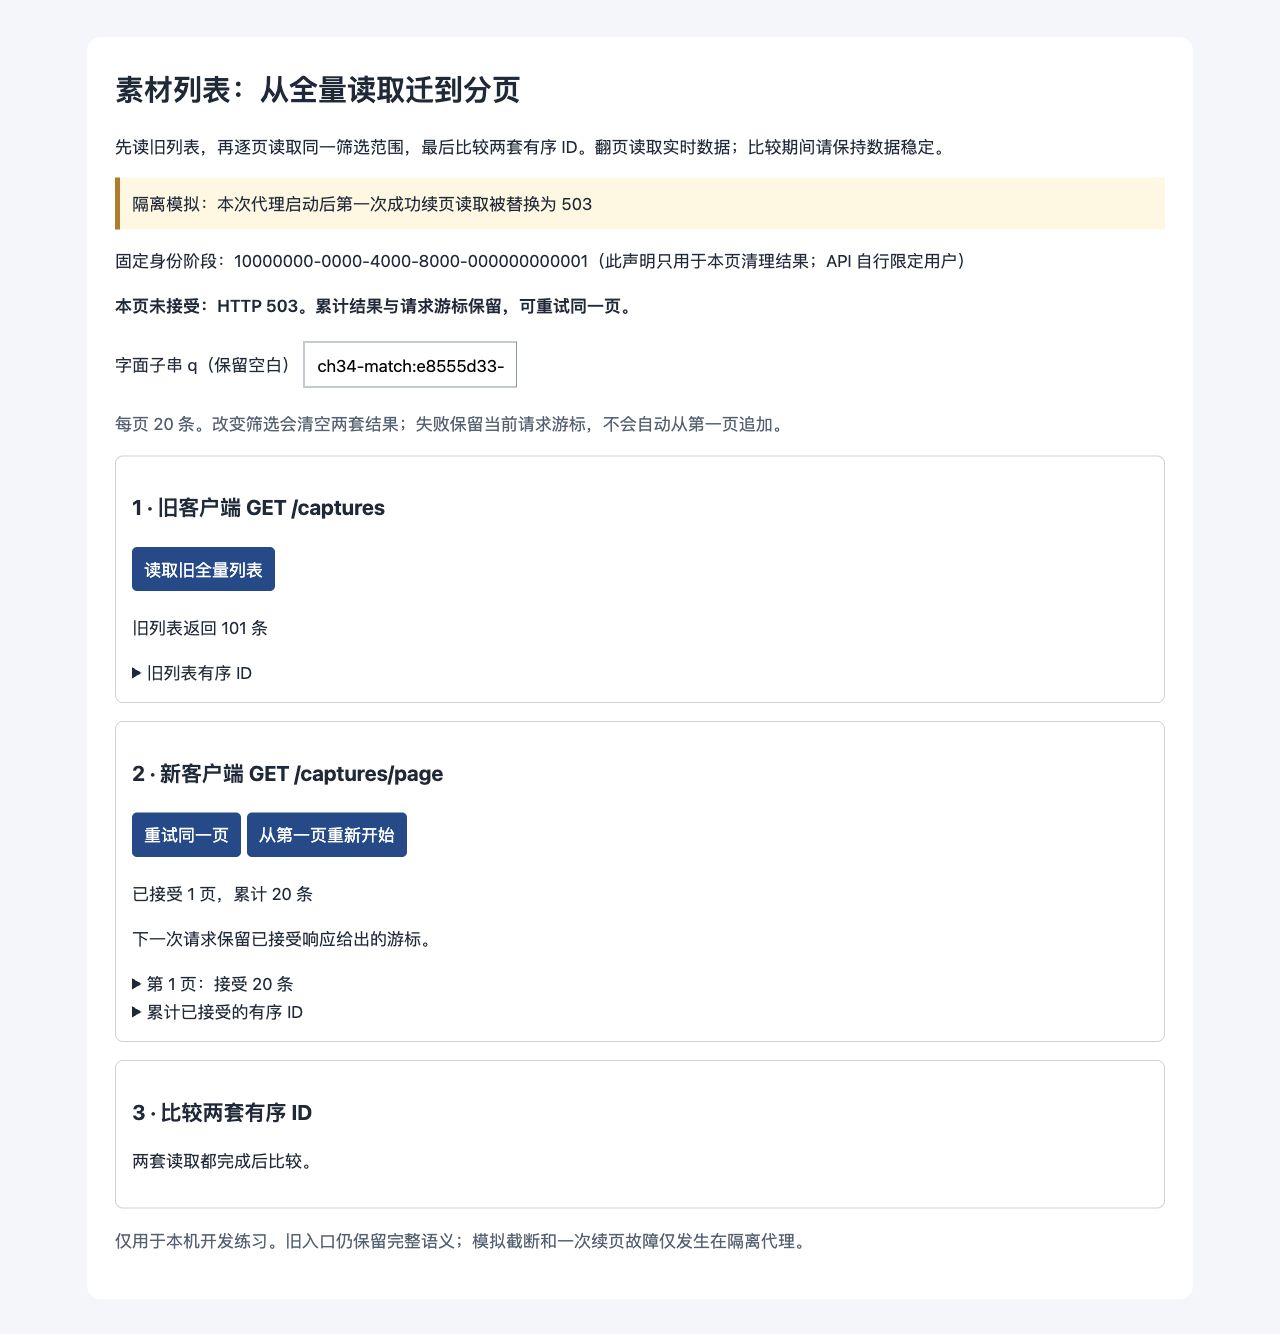 素材列表：从全量读取迁到分页
先读旧列表，再逐页读取同一筛选范围，最后比较两套有序 ID。翻页读取实时数据；比较期间请保持数据稳定。
隔离模拟：本次代理启动后第一次成功续页读取被替换为 503
固定身份阶段：10000000-0000-4000-8000-000000000001（此声明只用于本页清理结果；API 自行限定用户）
本页未接受：HTTP 503。累计结果与请求游标保留，可重试同一页。
字面子串 q（保留空白） ch34-match:e8555d33-
每页 20 条。改变筛选会清空两套结果；失败保留当前请求游标，不会自动从第一页追加。
1 · 旧客户端 GET /captures
读取旧全量列表
旧列表返回 101 条
▶ 旧列表有序 ID
2 · 新客户端 GET /captures/page
重试同一页 从第一页重新开始
已接受 1 页，累计 20 条
下一次请求保留已接受响应给出的游标。
▶ 第 1 页：接受 20 条
▶ 累计已接受的有序 ID
3 · 比较两套有序 ID
两套读取都完成后比较。
仅用于本机开发练习。旧入口仍保留完整语义；模拟截断和一次续页故障仅发生在隔离代理。